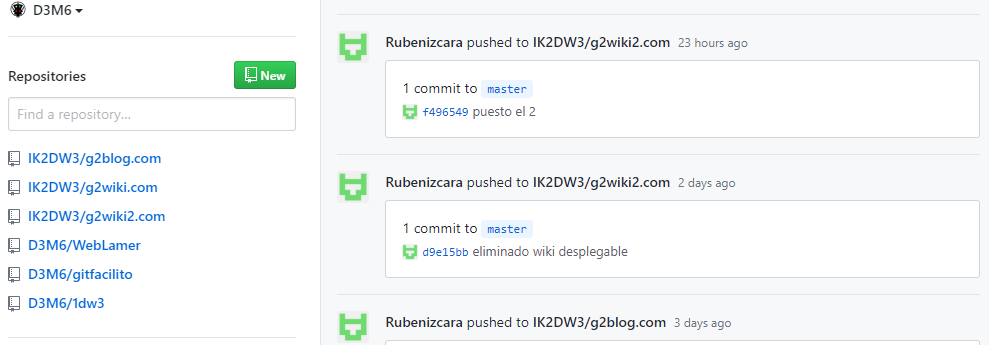 D3M6
Repositories
New
Find a repository...
IK2DW3/g2blog.com
IK2DW3/g2wiki.com
IK2DW3/g2wiki2.com
D3M6/WebLamer
D3M6/gitfacilito
D3M6/1dw3
Rubenizcara pushed to IK2DW3/g2wiki2.com 23 hours ago
1 commit to master
f496549 puesto el 2
Rubenizcara pushed to IK2DW3/g2wiki2.com 2 days ago
1 commit to master
d9e15bb eliminado wiki desplegable
Rubenizcara pushed to IK2DW3/g2blog.com 3 days ago